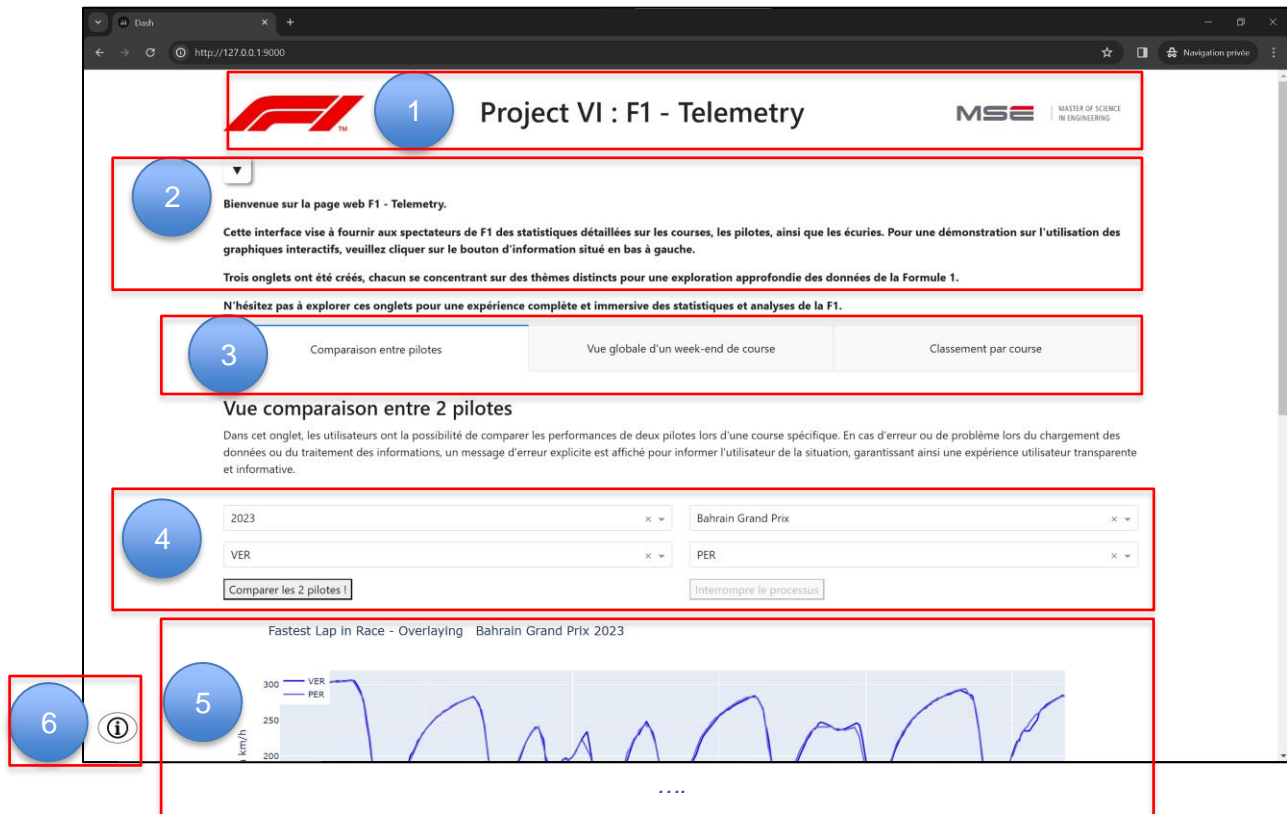 Dash
http://127.0.0.1:9000
Navigation privée
1
TM
Project VI : F1 - Telemetry
MSE
MASTER OF SCIENCE
IN ENGINEERING
2
▼
Bienvenue sur la page web F1 - Telemetry.
Cette interface vise à fournir aux spectateurs de F1 des statistiques détaillées sur les courses, les pilotes, ainsi que les écuries. Pour une démonstration sur l'utilisation des
graphiques interactifs, veuillez cliquer sur le bouton d'information situé en bas à gauche.
Trois onglets ont été créés, chacun se concentrant sur des thèmes distincts pour une exploration approfondie des données de la Formule 1.
N'hésitez pas à explorer ces onglets pour une expérience complète et immersive des statistiques et analyses de la F1.
3
Comparaison entre pilotes
Vue globale d'un week-end de course
Classement par course
Vue comparaison entre 2 pilotes
Dans cet onglet, les utilisateurs ont la possibilité de comparer les performances de deux pilotes lors d'une course spécifique. En cas d'erreur ou de problème lors du chargement des
données ou du traitement des informations, un message d'erreur explicite est affiché pour informer l'utilisateur de la situation, garantissant ainsi une expérience utilisateur transparente
et informative.
4
2023
Bahrain Grand Prix
VER
PER
Comparer les 2 pilotes !
Interrompre le processus
Fastest Lap in Race - Overlaying Bahrain Grand Prix 2023
5
300
VER
PER
250
200
km/h
6
....